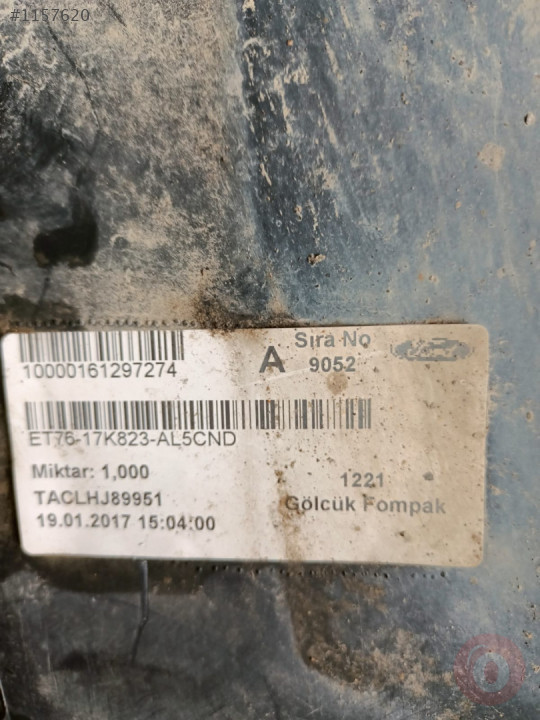 #1157620
Sıra No
A
9052
Ford
10000161297274
ET76-17K823-AL5CND
Miktar: 1,000
TACLHJ89951
19.01.2017 15:04:00
1221
Gölcük Fompak